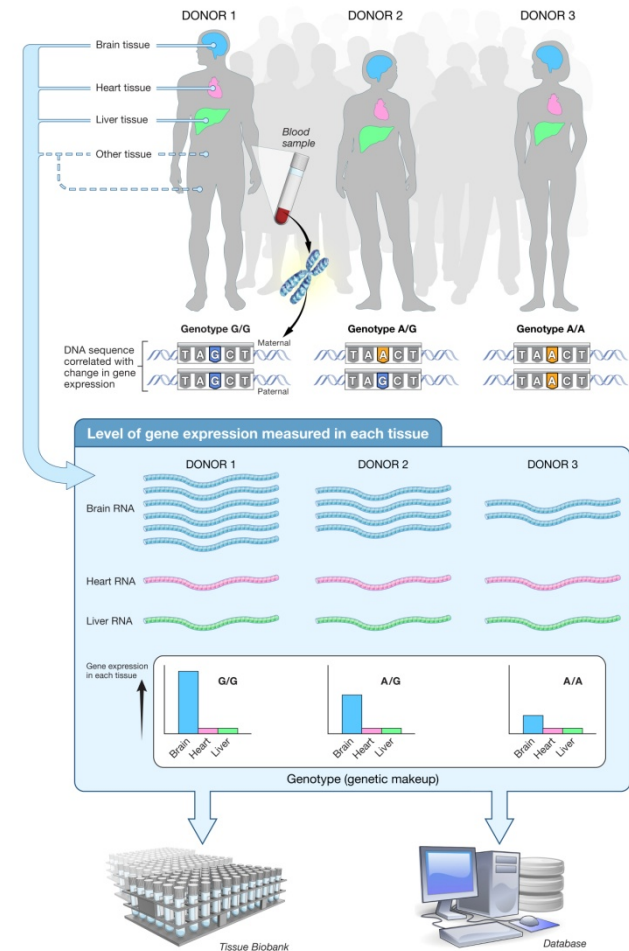 DONOR 1
DONOR 2
DONOR 3
Brain tissue
Heart tissue
Liver tissue
Other tissue
Blood
sample
Genotype G/G
Maternal
Genotype A/G
Genotype A/A
DNA sequence
correlated with
change in gene
expression
T A G C T
T A A C T
T A A C T
T A G C T
T A G C T
T A A C T
Paternal
Level of gene expression measured in each tissue
DONOR 1
DONOR 2
DONOR 3
Brain RNA
Heart RNA
Liver RNA
Gene expression
in each tissue
G/G
A/G
A/A
Brain
Heart
Liver
Brain
Heart
Liver
Brain
Heart
Liver
Genotype (genetic makeup)
Tissue Biobank
Database